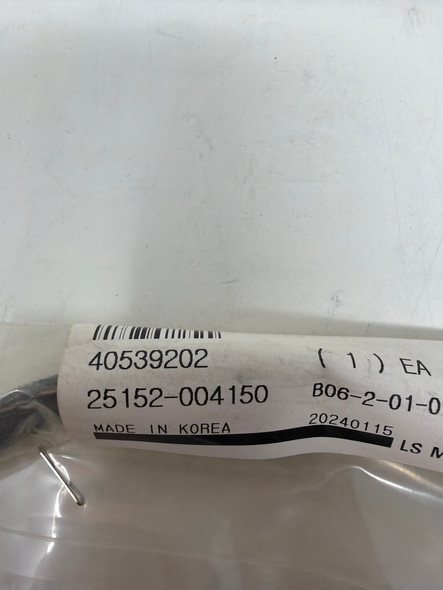 40539202 ( 1 ) EA
25152-004150 B06-2-01-0
MADE IN KOREA 20240115
LS M